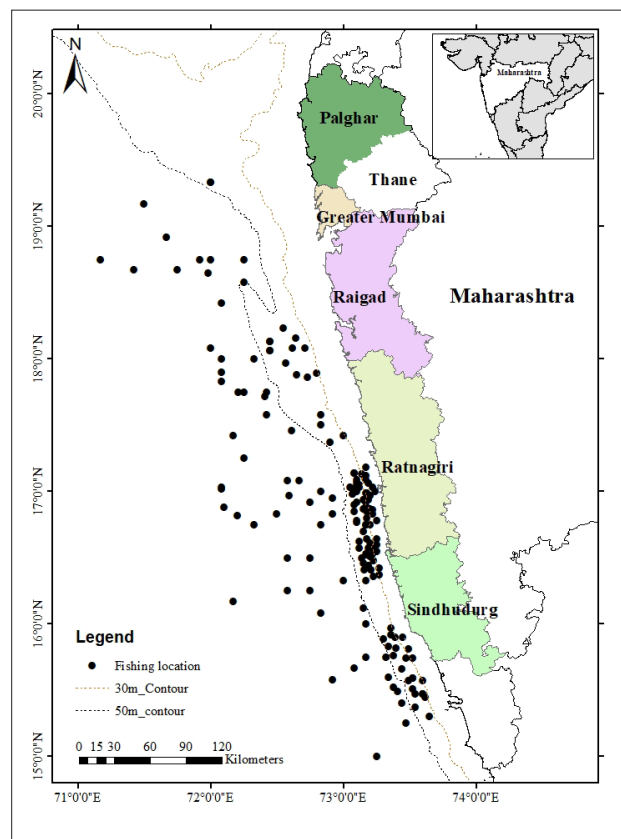 N
Maharashtra
20°0'0"N
19°0'0"N
18°0'0"N
17°0'0"N
16°0'0"N
15°0'0"N
Palghar
Thane
Greater Mumbai
Raigad
Maharashtra
Ratnagiri
Sindhudurg
Legend
Fishing location
30m_Contour
50m_contour
0 15 30 60 90 120
Kilometers
71°0'0"E 72°0'0"E 73°0'0"E 74°0'0"E